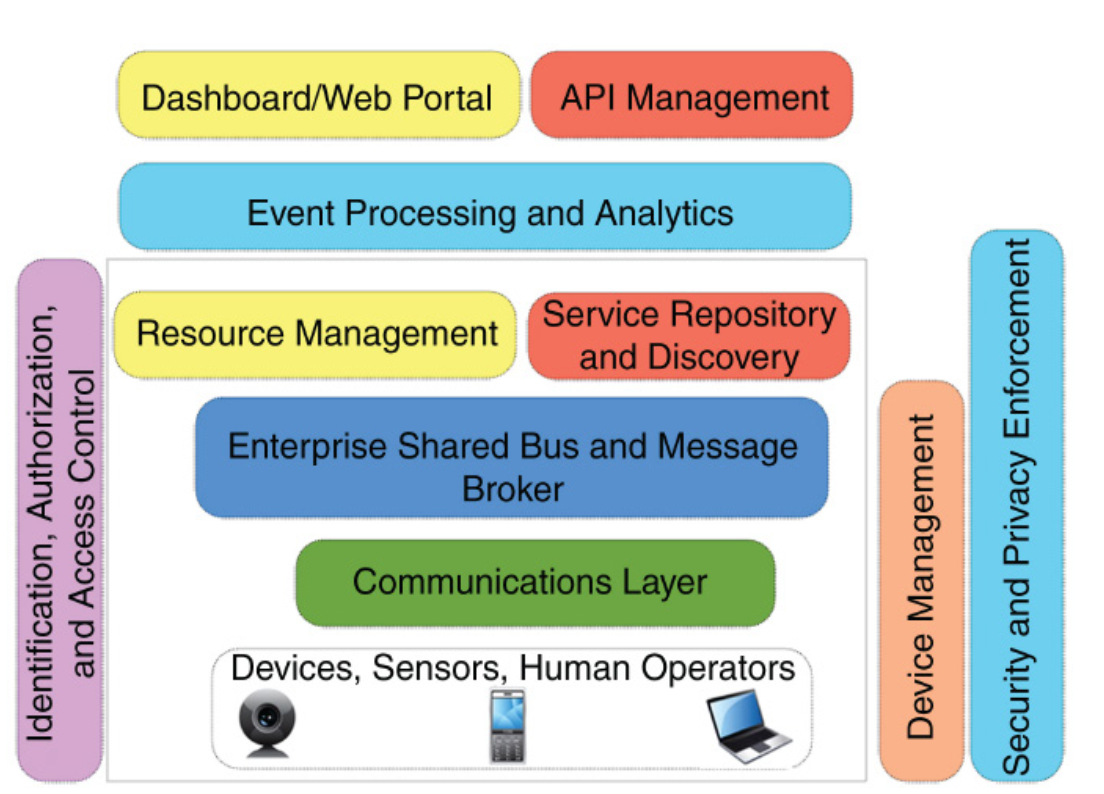 Dashboard/Web Portal
API Management
Event Processing and Analytics
Identification, Authorization,
and Access Control
Resource Management
Service Repository
and Discovery
Enterprise Shared Bus and Message
Broker
Communications Layer
Devices, Sensors, Human Operators
Device Management
Security and Privacy Enforcement